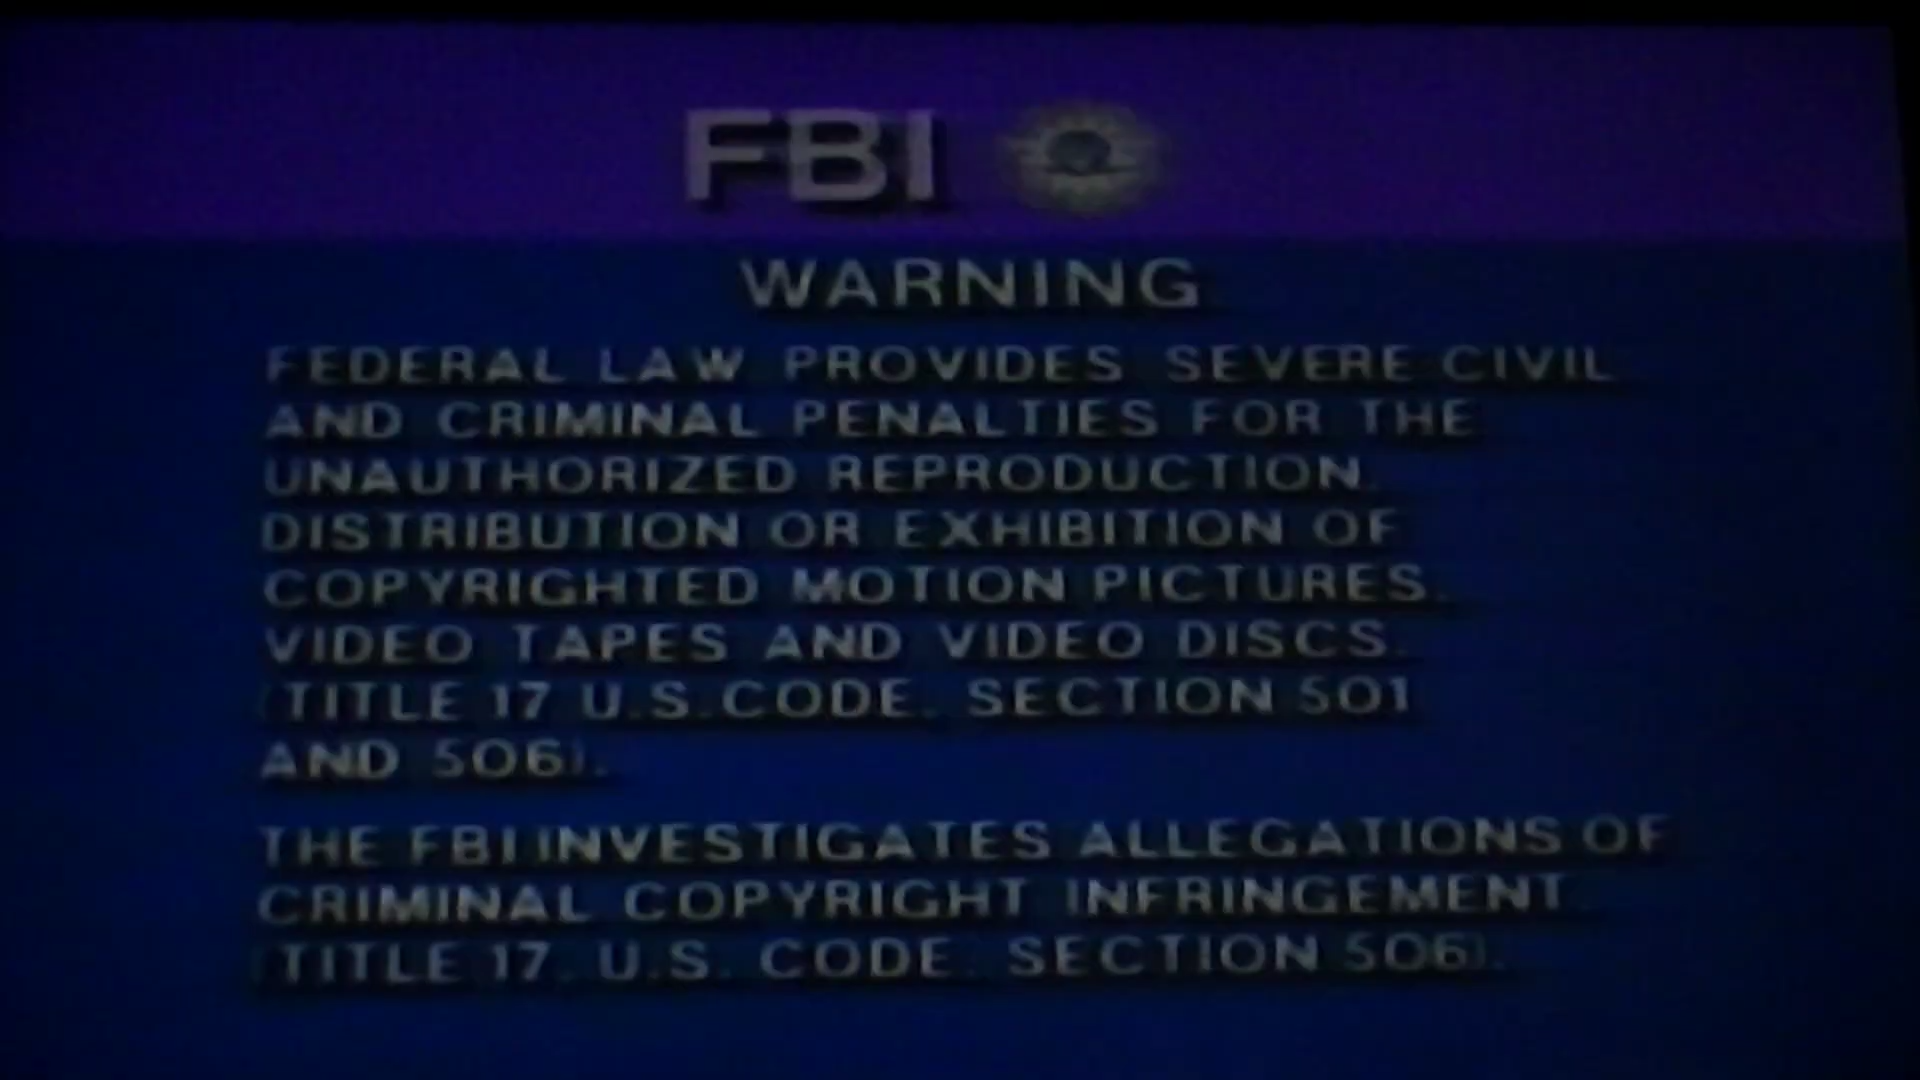 FBI
WARNING
FEDERAL LAW PROVIDES SEVERE CIVIL
AND CRIMINAL PENALTIES FOR THE
UNAUTHORIZED REPRODUCTION,
DISTRIBUTION OR EXHIBITION OF
COPYRIGHTED MOTION PICTURES,
VIDEO TAPES AND VIDEO DISCS.
(TITLE 17 U.S.CODE, SECTION 501
AND 506).
THE FBI INVESTIGATES ALLEGATIONS OF
CRIMINAL COPYRIGHT INFRINGEMENT.
(TITLE 17, U.S. CODE, SECTION 506).